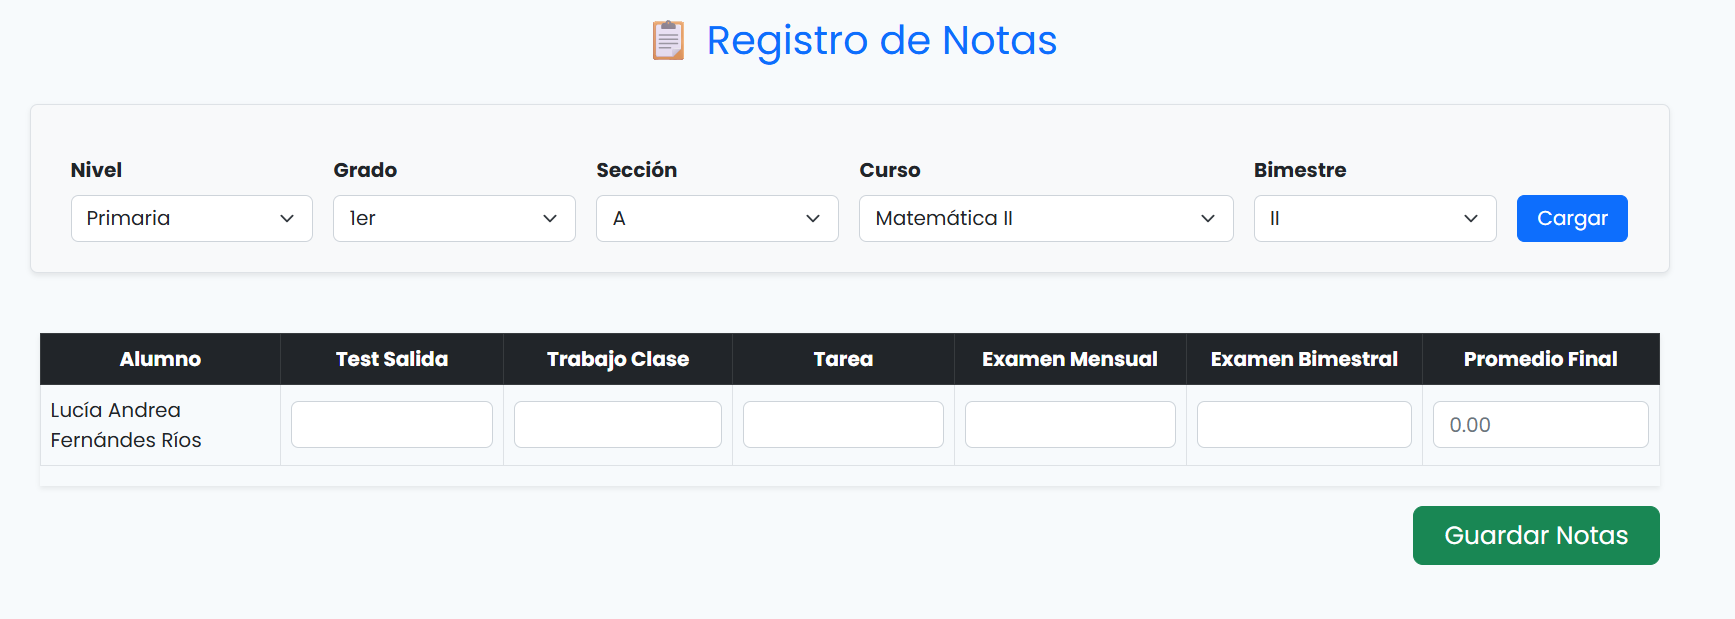 Registro de Notas
Nivel Grado Sección Curso Bimestre
Primaria 1er A Matemática II II Cargar
Alumno Test Salida Trabajo Clase Tarea Examen Mensual Examen Bimestral Promedio Final
Lucía Andrea
Fernándes Ríos
0.00
Guardar Notas